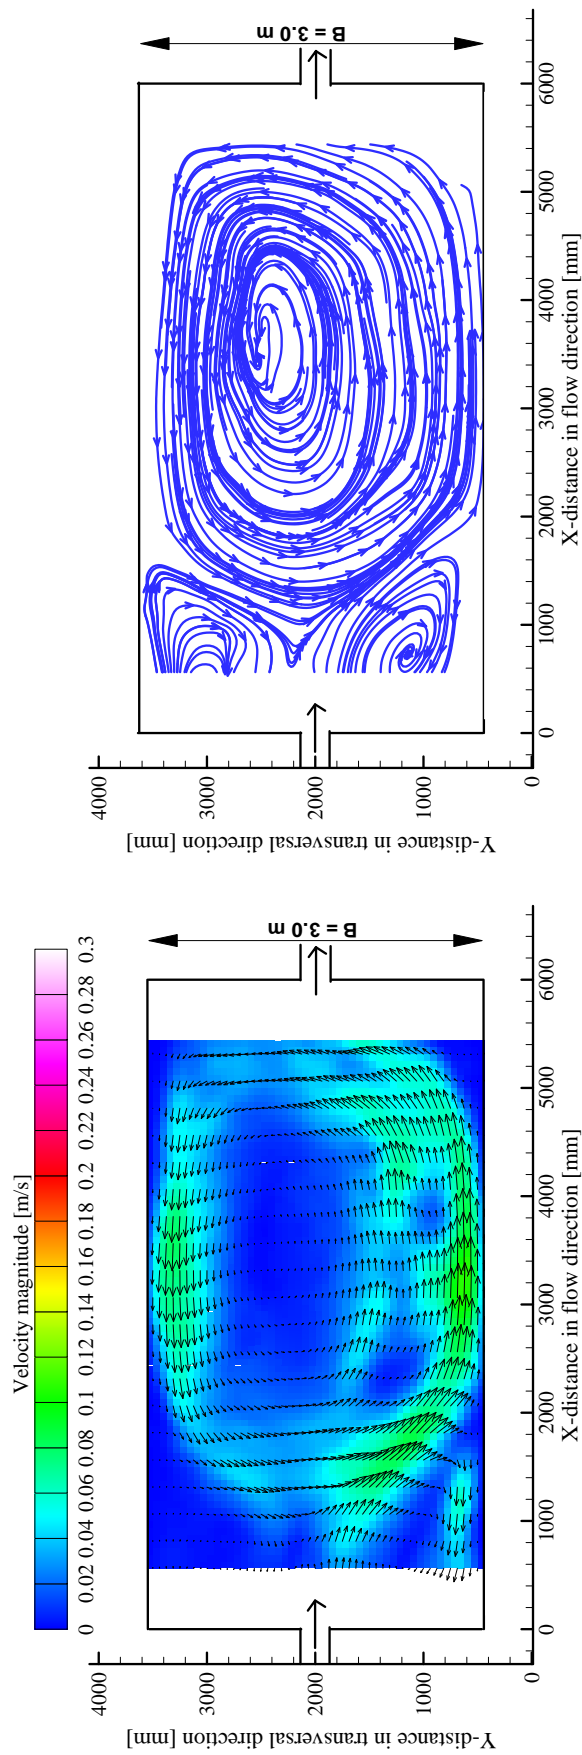 Velocity magnitude [m/s]
0 0.02 0.04 0.06 0.08 0.1 0.12 0.14 0.16 0.18 0.2 0.22 0.24 0.26 0.28 0.3
Y-distance in transversal direction [mm]
4000
3000
2000
1000
0
B = 3.0 m
0 1000 2000 3000 4000 5000 6000
X-distance in flow direction [mm]
Y-distance in transversal direction [mm]
4000
3000
2000
1000
0
B = 3.0 m
0 1000 2000 3000 4000 5000 6000
X-distance in flow direction [mm]